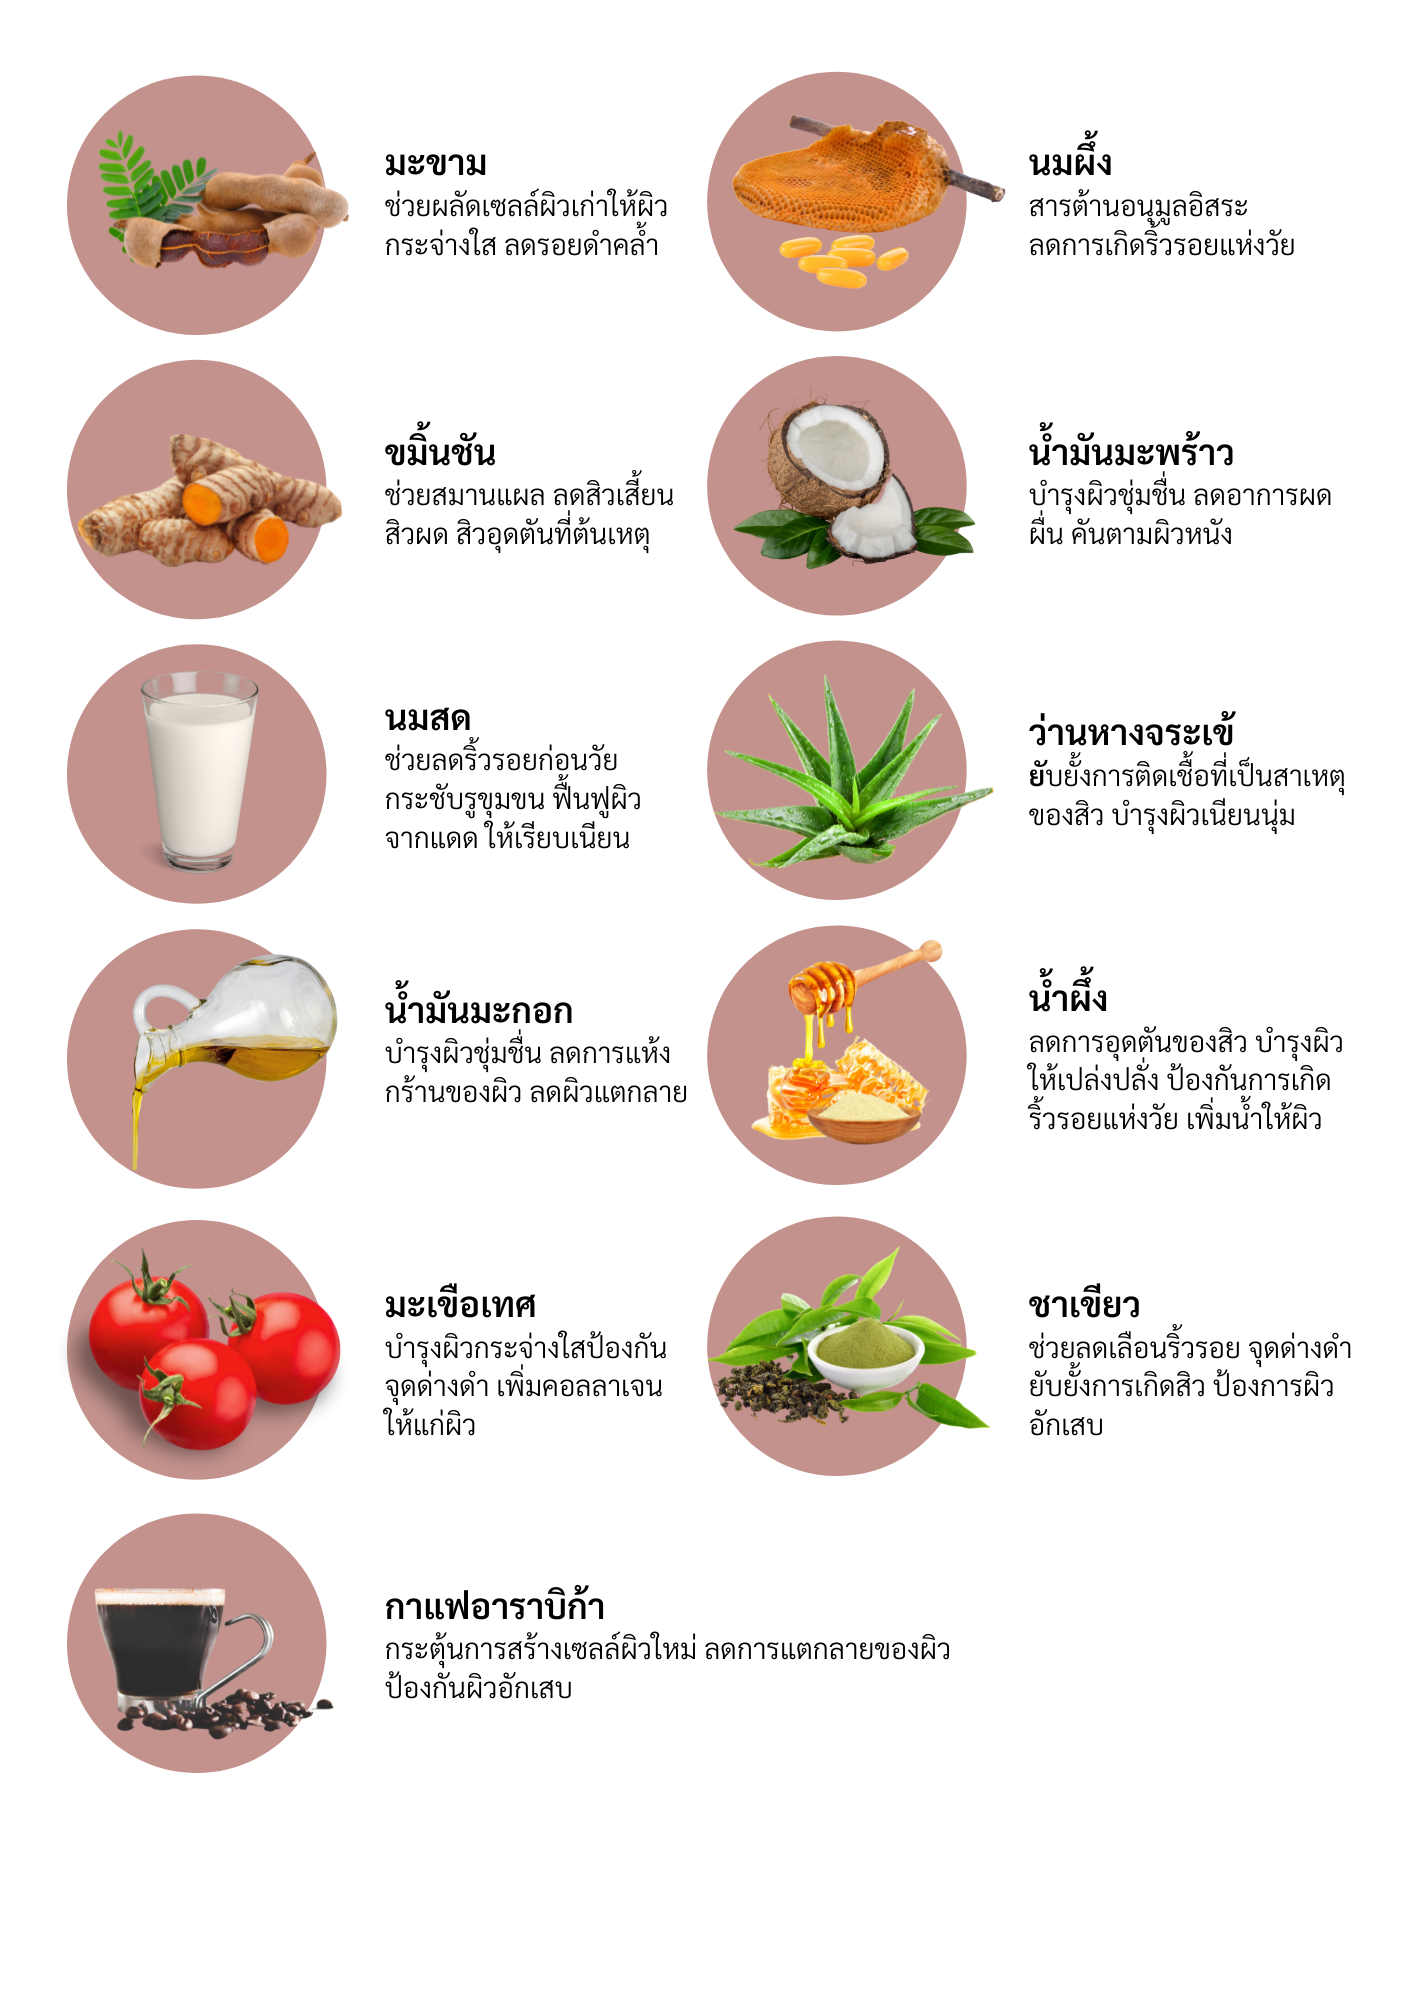 มะขาม
ช่วยผลัดเซลล์ผิวเก่าให้ผิว
กระจ่างใส ลดรอยดำคล้ำ
นมผึ้ง
สารต้านอนุมูลอิสระ
ลดการเกิดริ้วรอยแห่งวัย
ขมิ้นชัน
ช่วยสมานแผล ลดสิวเสี้ยน
สิวผด สิวอุดตันที่ต้นเหตุ
น้ำมันมะพร้าว
บำรุงผิวชุ่มชื่น ลดอาการผด
ผื่น คันตามผิวหนัง
นมสด
ช่วยลดริ้วรอยก่อนวัย
กระชับรูขุมขน ฟื้นฟูผิว
จากแดด ให้เรียบเนียน
ว่านหางจระเข้
ยับยั้งการติดเชื้อที่เป็นสาเหตุ
ของสิว บำรุงผิวเนียนนุ่ม
น้ำมันมะกอก
บำรุงผิวชุ่มชื่น ลดการแห้ง
กร้านของผิว ลดผิวแตกลาย
น้ำผึ้ง
ลดการอุดตันของสิว บำรุงผิว
ให้เปล่งปลั่ง ป้องกันการเกิด
ริ้วรอยแห่งวัย เพิ่มน้ำให้ผิว
มะเขือเทศ
บำรุงผิวกระจ่างใสป้องกัน
จุดด่างดำ เพิ่มคอลลาเจน
ให้แก่ผิว
ชาเขียว
ช่วยลดเลือนริ้วรอย จุดด่างดำ
ยับยั้งการเกิดสิว ป้องการผิว
อักเสบ
กาแฟอาราบิก้า
กระตุ้นการสร้างเซลล์ผิวใหม่ ลดการแตกลายของผิว
ป้องกันผิวอักเสบ